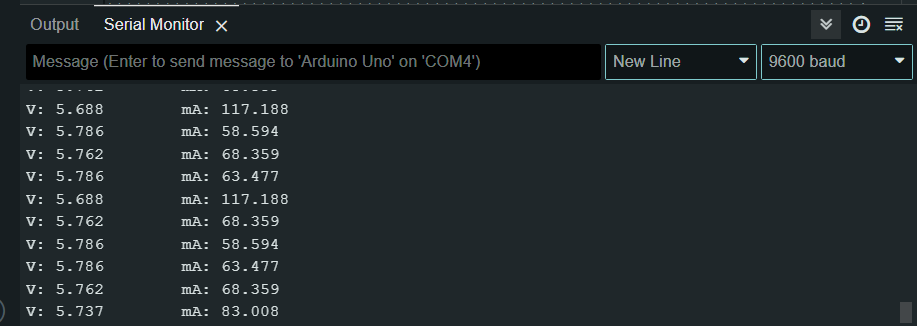 Output Serial Monitor
Message (Enter to send message to 'Arduino Uno' on 'COM4') New Line 9600 baud
V: 5.688 mA: 117.188
V: 5.786 mA: 58.594
V: 5.762 mA: 68.359
V: 5.786 mA: 63.477
V: 5.688 mA: 117.188
V: 5.762 mA: 68.359
V: 5.786 mA: 58.594
V: 5.786 mA: 63.477
V: 5.762 mA: 68.359
V: 5.737 mA: 83.008